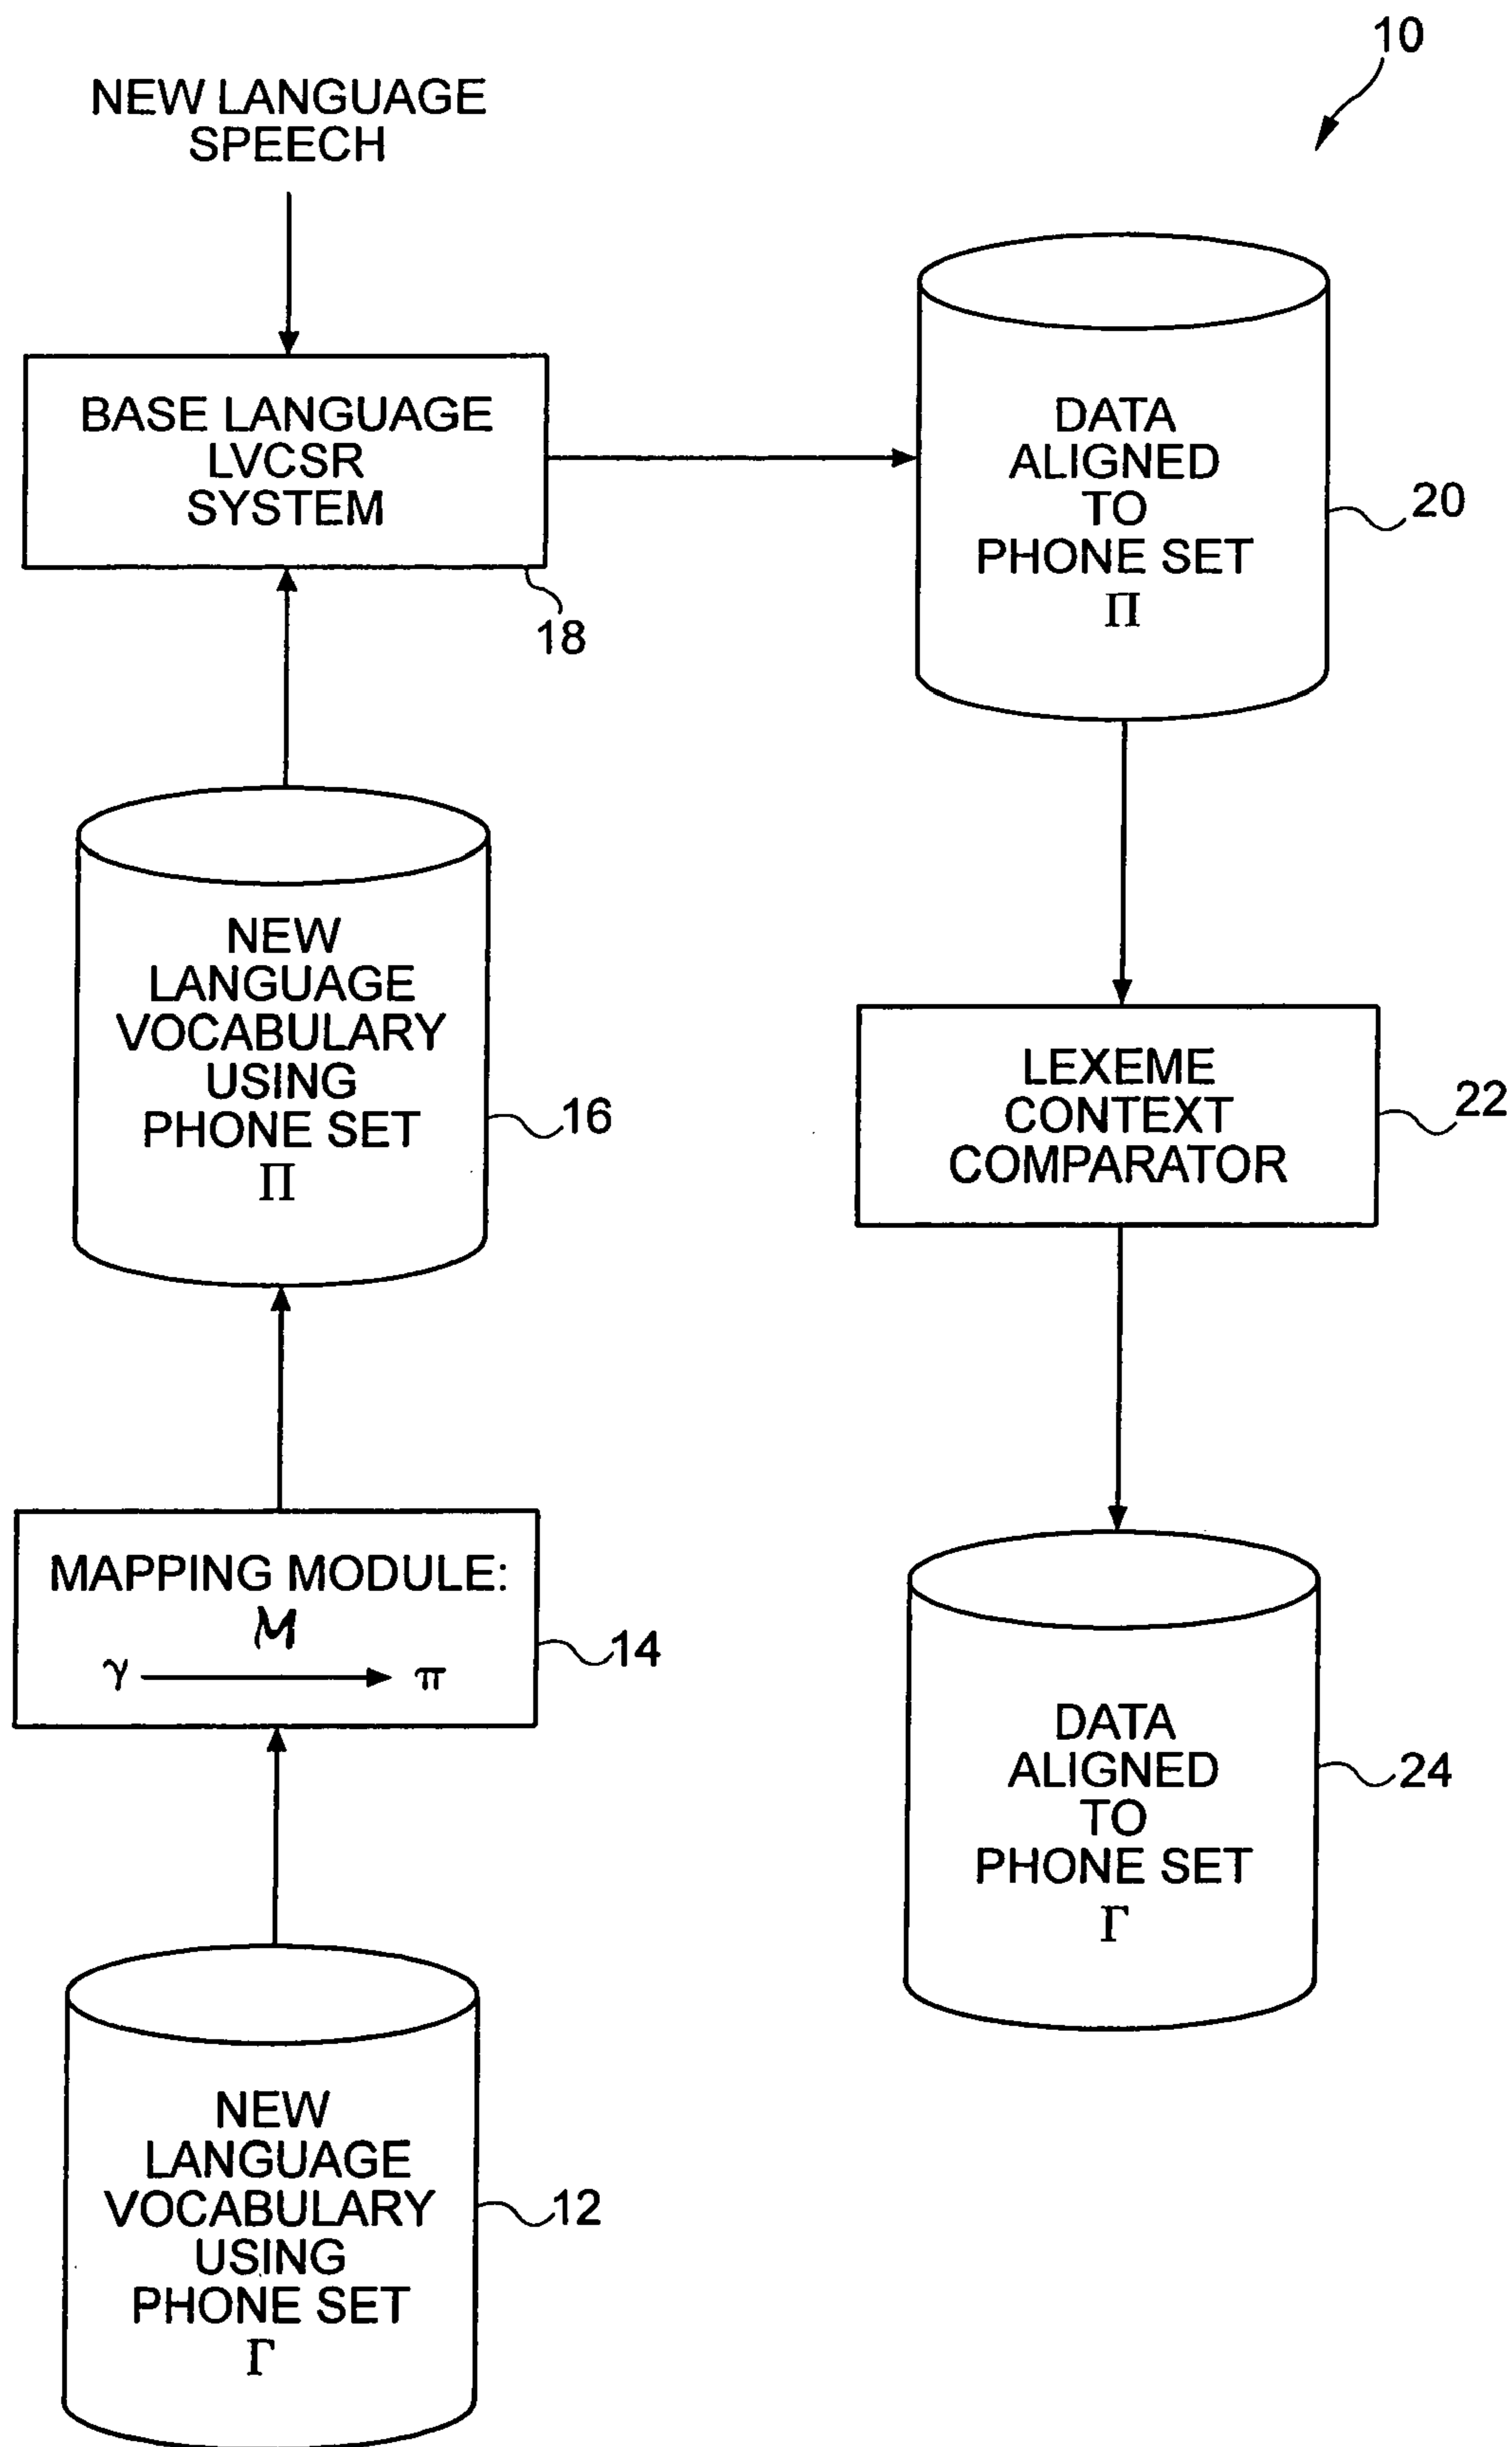 10
NEW LANGUAGE
SPEECH
BASE LANGUAGE
LVCSR
SYSTEM
18
DATA
ALIGNED
TO
PHONE SET
Π
20
NEW
LANGUAGE
VOCABULARY
USING
PHONE SET
Π
16
LEXEME
CONTEXT
COMPARATOR
22
MAPPING MODULE:
M
γ π
14
DATA
ALIGNED
TO
PHONE SET
Γ
24
NEW
LANGUAGE
VOCABULARY
USING
PHONE SET
Γ
12